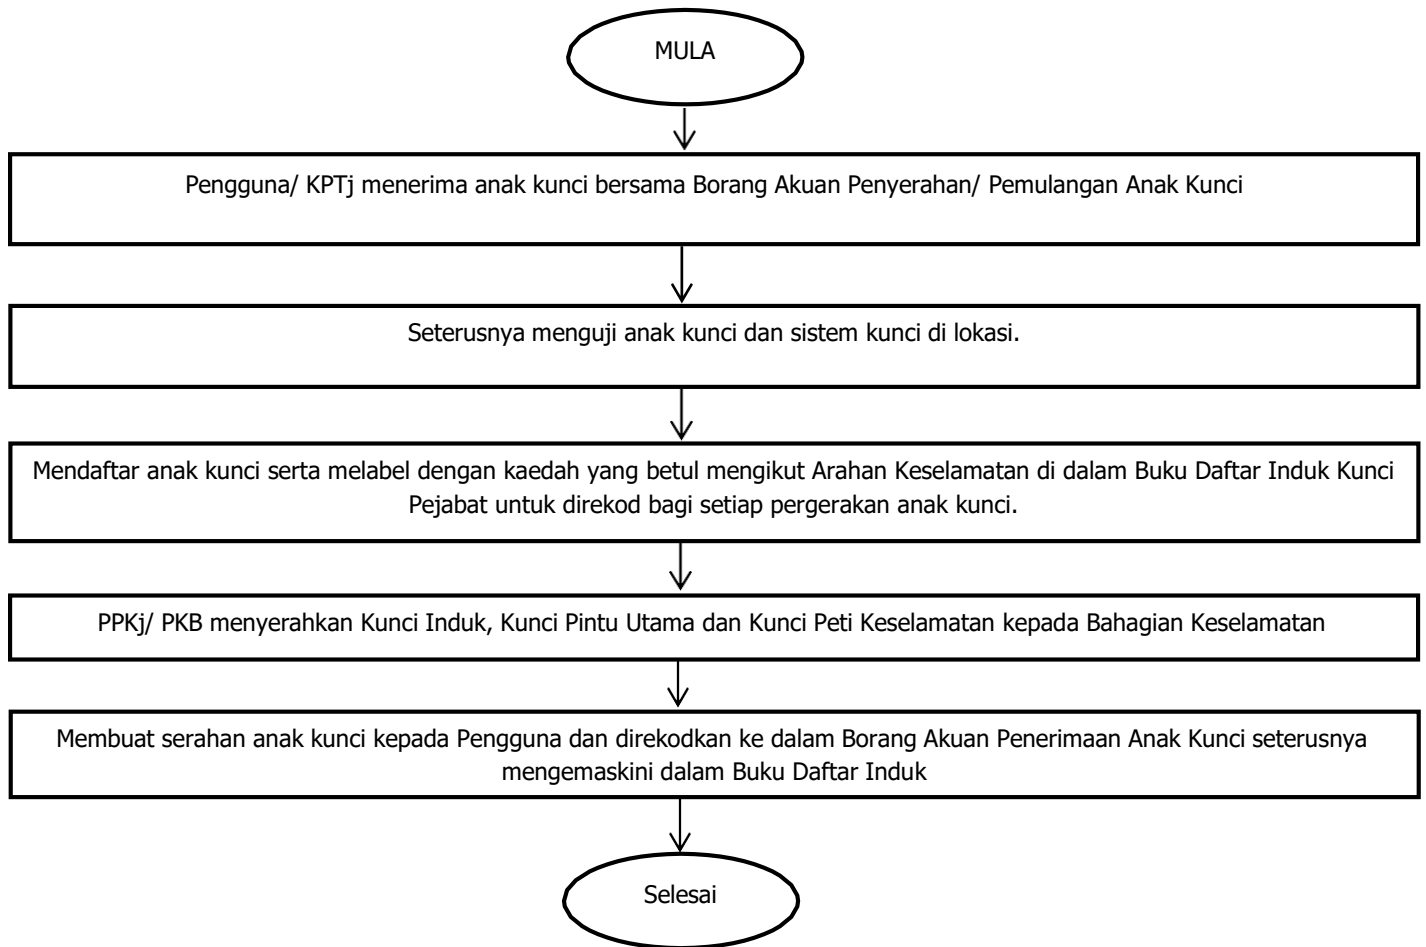 MULA
Pengguna/ KPTj menerima anak kunci bersama Borang Akuan Penyerahan/ Pemulangan Anak Kunci
Seterusnya menguji anak kunci dan sistem kunci di lokasi.
Mendaftar anak kunci serta melabel dengan kaedah yang betul mengikut Arahan Keselamatan di dalam Buku Daftar Induk Kunci
Pejabat untuk direkod bagi setiap pergerakan anak kunci.
PPKj/ PKB menyerahkan Kunci Induk, Kunci Pintu Utama dan Kunci Peti Keselamatan kepada Bahagian Keselamatan
Membuat serahan anak kunci kepada Pengguna dan direkodkan ke dalam Borang Akuan Penerimaan Anak Kunci seterusnya
mengemaskini dalam Buku Daftar Induk
Selesai